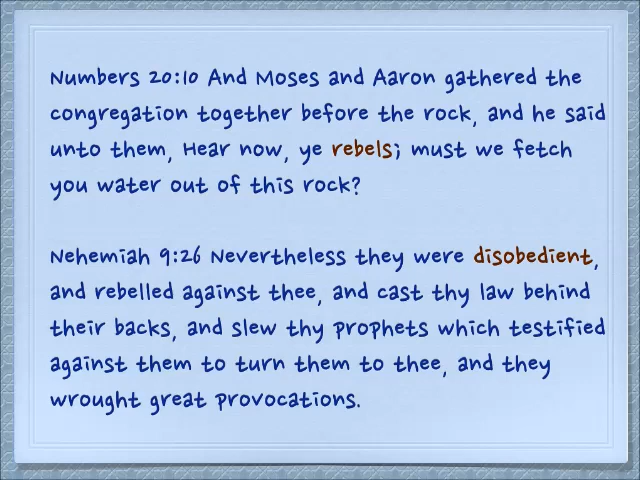 Numbers 20:10 And Moses and Aaron gathered the
congregation together before the rock, and he said
unto them, Hear now, ye rebels; must we fetch
you water out of this rock?
Nehemiah 9:26 Nevertheless they were disobedient,
and rebelled against thee, and cast thy law behind
their backs, and slew thy prophets which testified
against them to turn them to thee, and they
wrought great provocations.